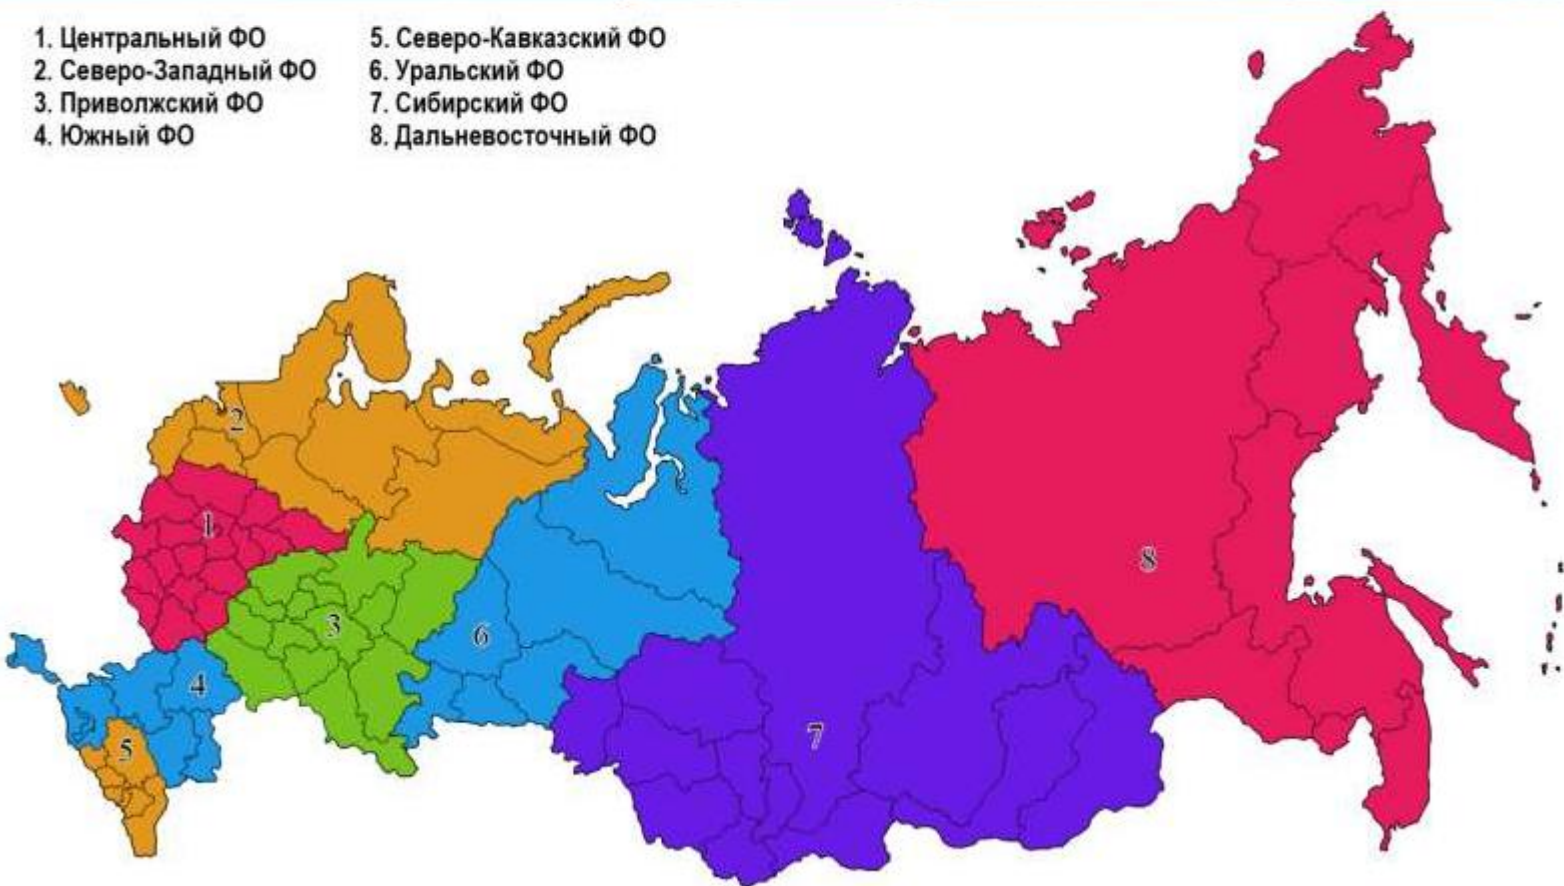 1. Центральный ФО
2. Северо-Западный ФО
3. Приволжский ФО
4. Южный ФО
5. Северо-Кавказский ФО
6. Уральский ФО
7. Сибирский ФО
8. Дальневосточный ФО
2
1
3
6
4
5
7
8